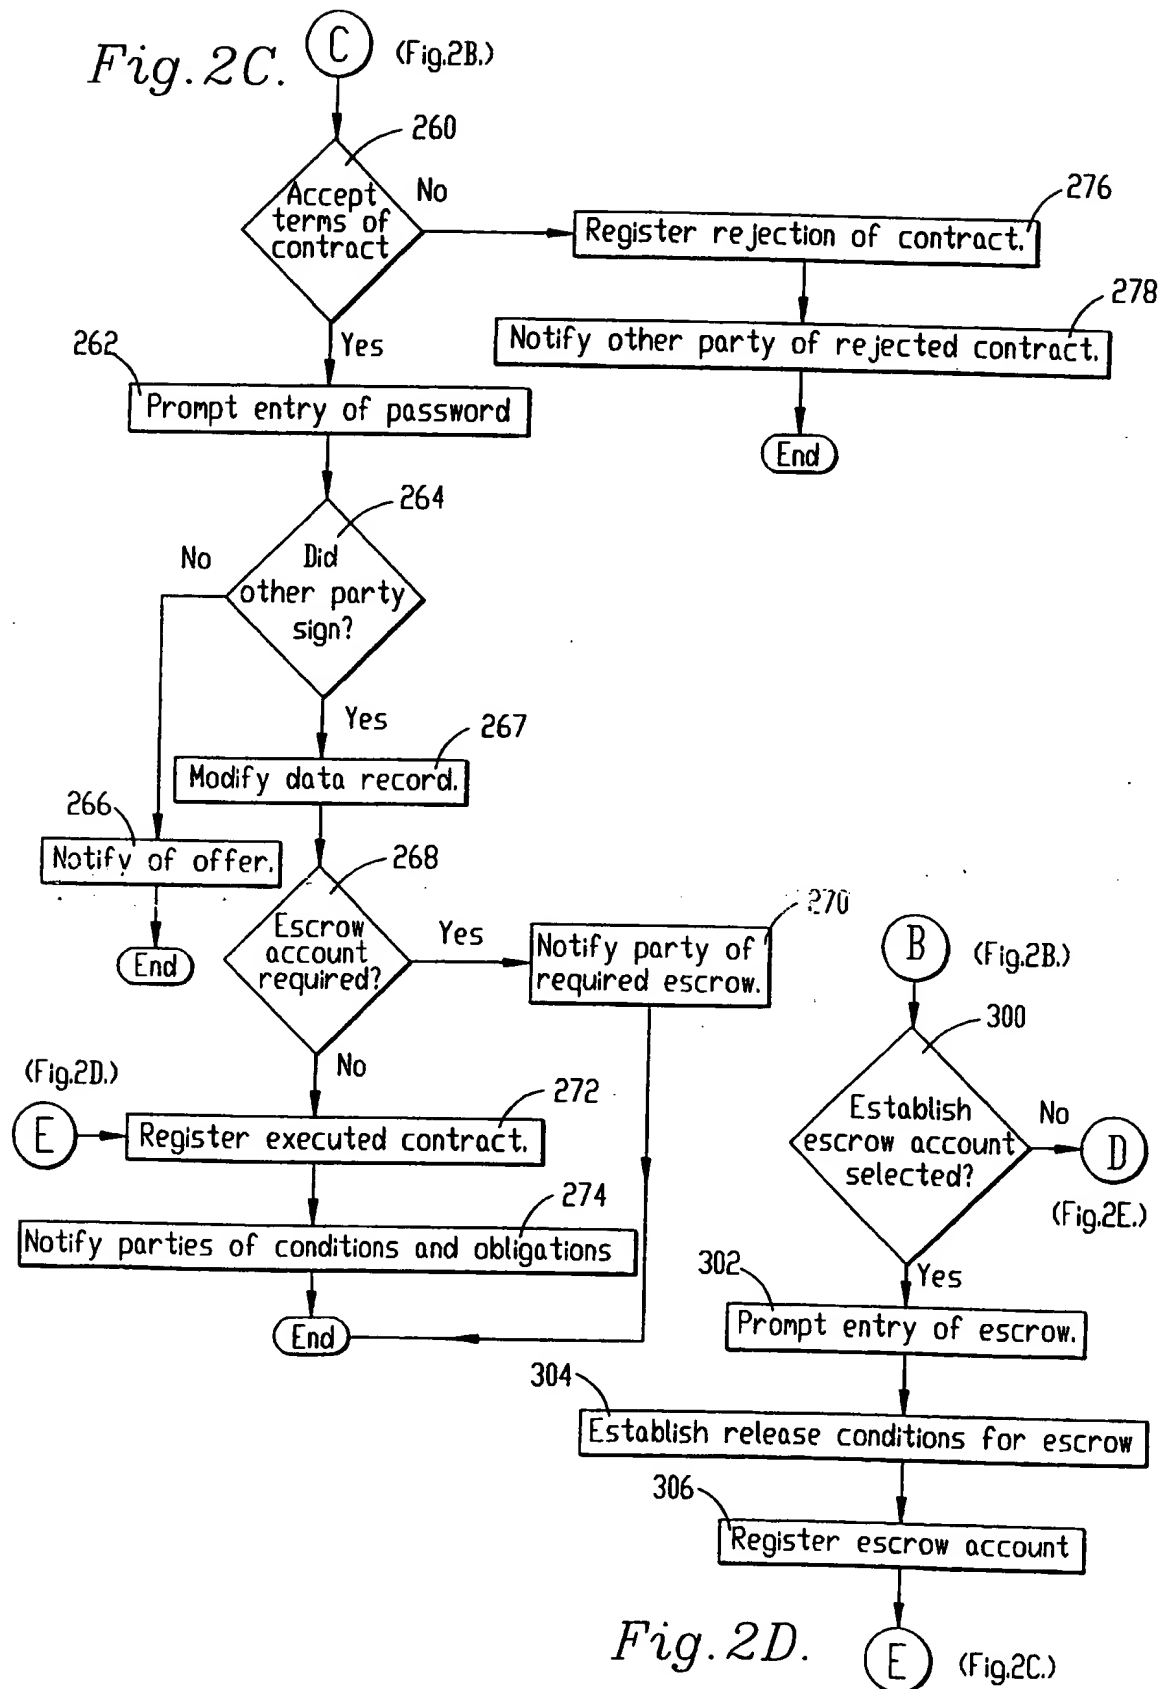 Fig. 2C.
C
(Fig.2B.)
260
Accept
terms of
contract
No
276
Register rejection of contract.
278
Notify other party of rejected contract.
End
Yes
262
Prompt entry of password
264
Did
other party
sign?
No
Yes
267
Modify data record.
266
Notify of offer.
End
268
Escrow
account
required?
Yes
270
Notify party of
required escrow.
No
(Fig.2D.)
E
272
Register executed contract.
274
Notify parties of conditions and obligations
End
B
(Fig.2B.)
300
Establish
escrow account
selected?
No
D
(Fig.2E.)
Yes
302
Prompt entry of escrow.
304
Establish release conditions for escrow
306
Register escrow account
Fig. 2D.
E
(Fig.2C.)